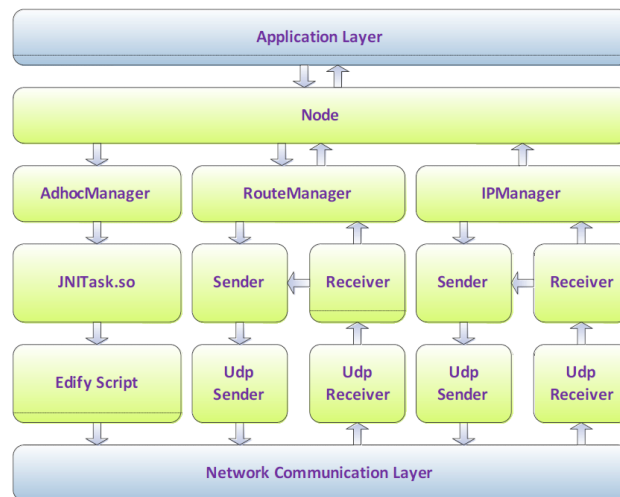 Application Layer
Node
AdhocManager
RouteManager
IPManager
JNITask.so
Sender
Receiver
Sender
Receiver
Edify Script
Udp
Sender
Udp
Receiver
Udp
Sender
Udp
Receiver
Network Communication Layer